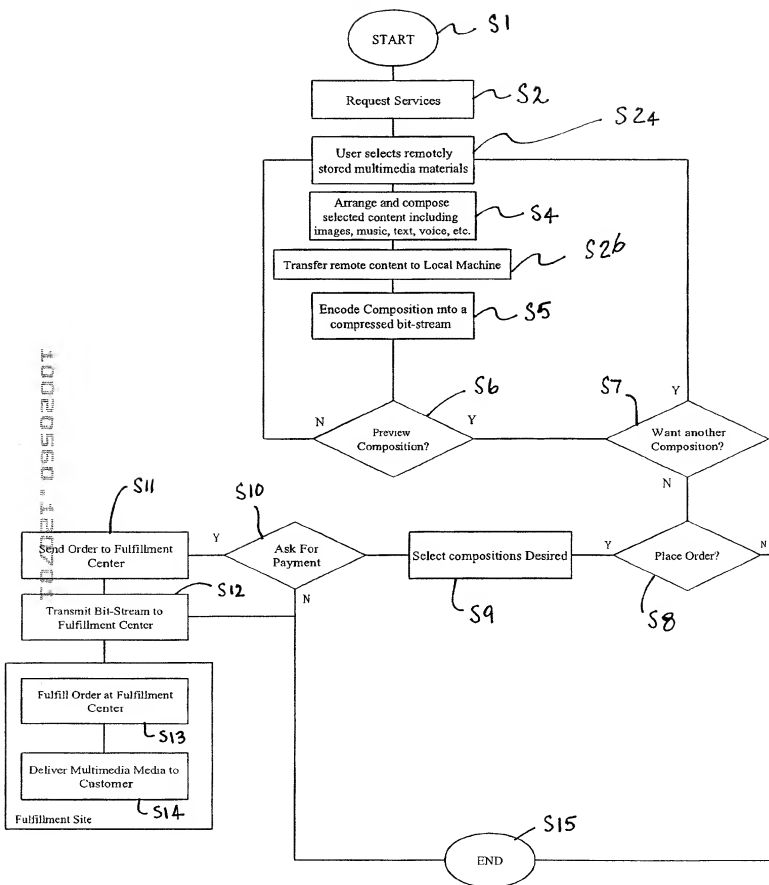 START
S1
Request Services
S2
User selects remotely
stored multimedia materials
S24
Arrange and compose
selected content including
images, music, text, voice, etc.
S4
Transfer remote content to Local Machine
S2b
Encode Composition into a
compressed bit-stream
S5
S6
N
Preview
Composition?
Y
S7
Y
Want another
Composition?
N
10020560.120701
S11
Send Order to Fulfillment
Center
Y
S10
Ask For
Payment
N
Select compositions Desired
S9
Y
Place Order?
N
S8
S12
Transmit Bit-Stream to
Fulfillment Center
Fulfill Order at Fulfillment
Center
S13
Deliver Multimedia Media to
Customer
S14
Fulfillment Site
S15
END